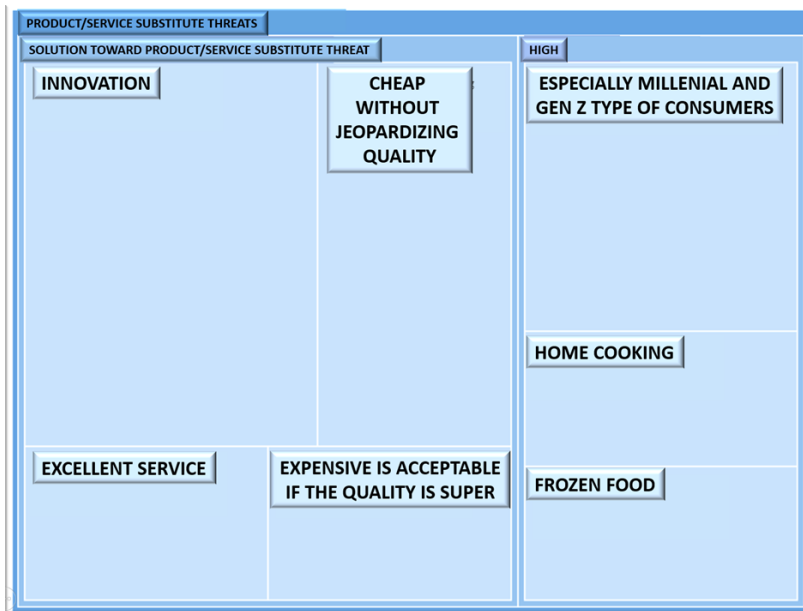 PRODUCT/SERVICE SUBSTITUTE THREATS
SOLUTION TOWARD PRODUCT/SERVICE SUBSTITUTE THREAT
INNOVATION
CHEAP
WITHOUT
JEOPARDIZING
QUALITY
EXCELLENT SERVICE
EXPENSIVE IS ACCEPTABLE
IF THE QUALITY IS SUPER
HIGH
ESPECIALLY MILLENIAL AND
GEN Z TYPE OF CONSUMERS
HOME COOKING
FROZEN FOOD